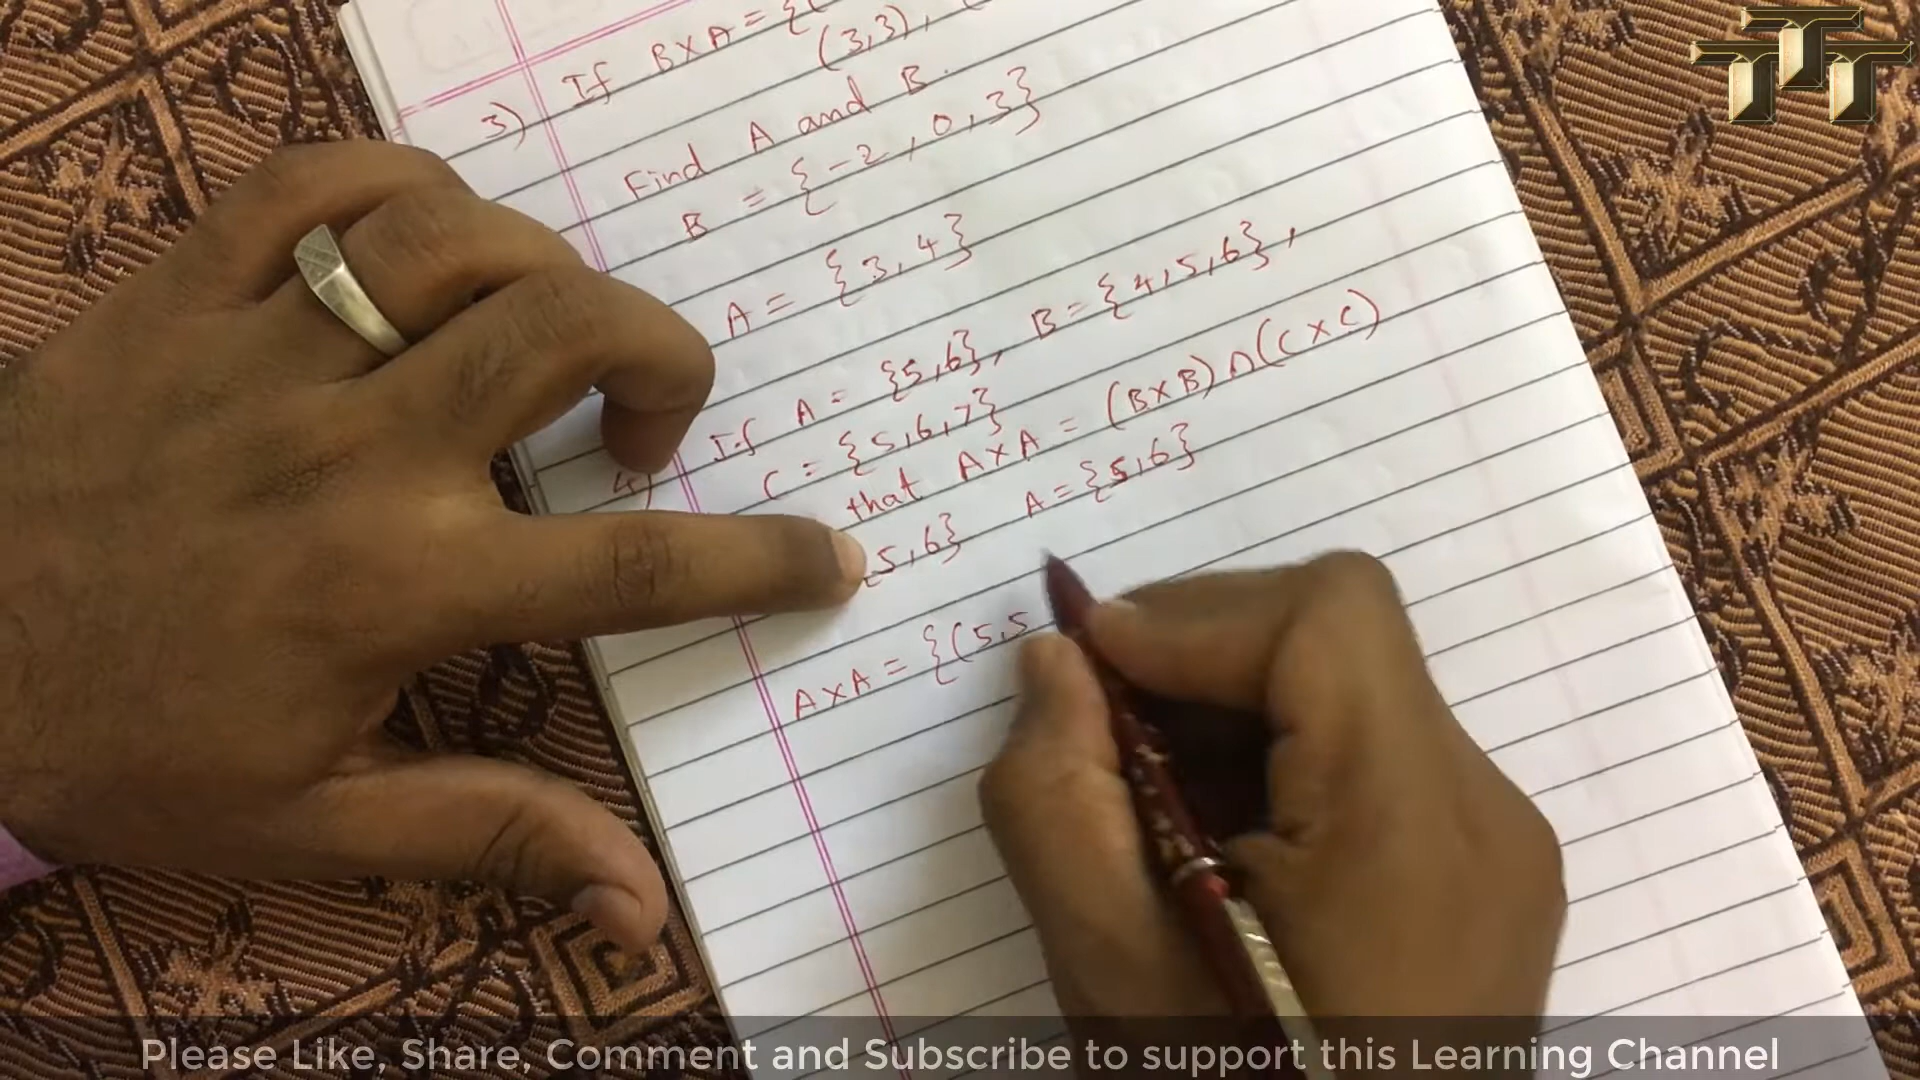 3) If B×A = {(
(3,3), (
Find A and B.
B = {-2, 0, 3}
A = {3, 4}
4) If A = {5,6}, B = {4,5,6},
C = {5,6,7}
that A×A = (B×B)∩(C×C)
{5,6} A = {5,6}
A×A = {(5,5
TTT
Please Like, Share, Comment and Subscribe to support this Learning Channel